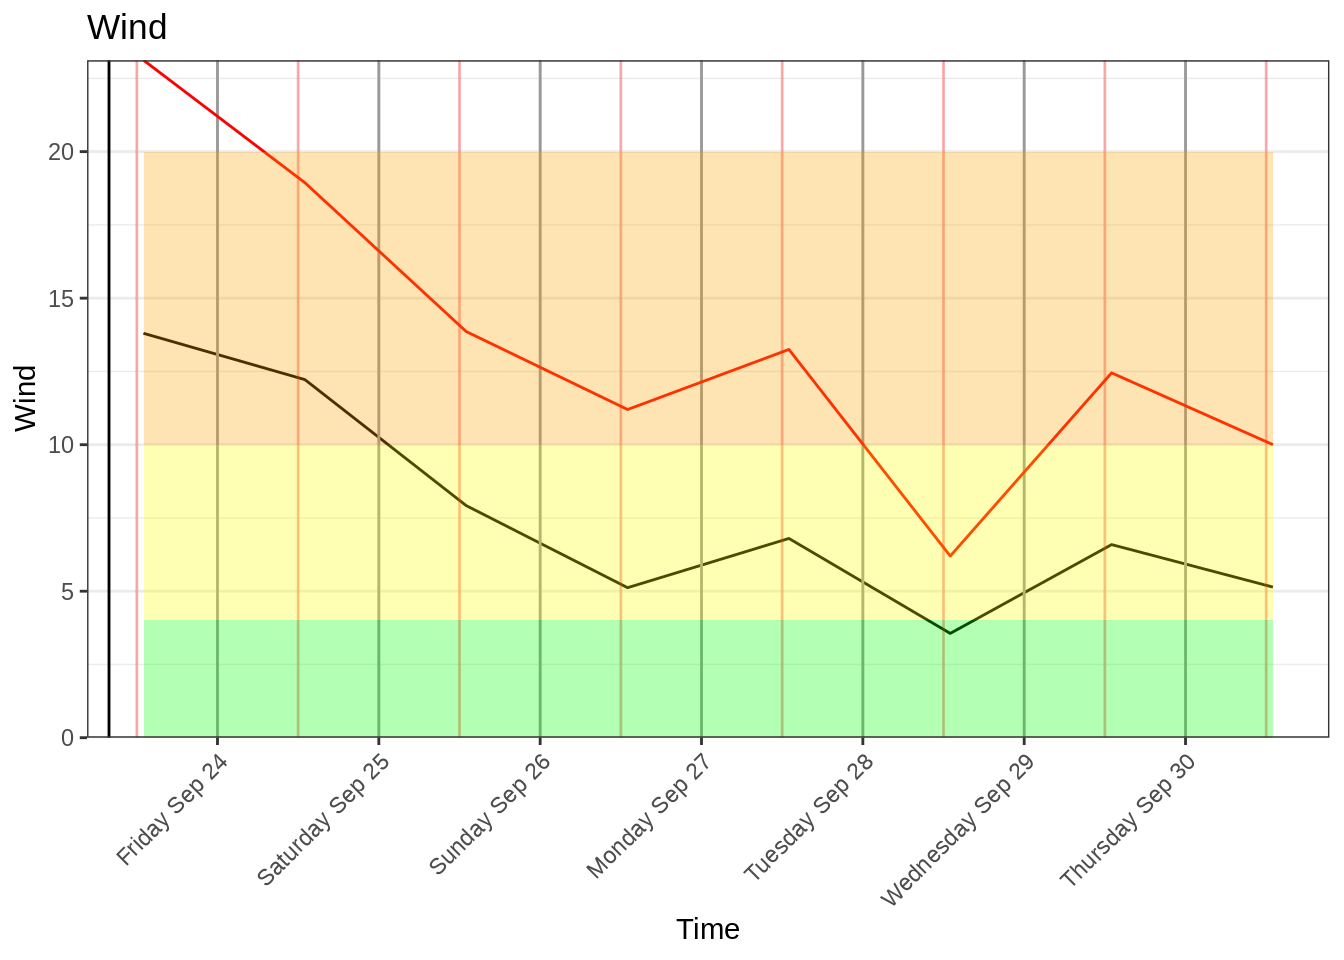 Wind
Wind
20
15
10
5
0
Friday Sep 24
Saturday Sep 25
Sunday Sep 26
Monday Sep 27
Tuesday Sep 28
Wednesday Sep 29
Thursday Sep 30
Time